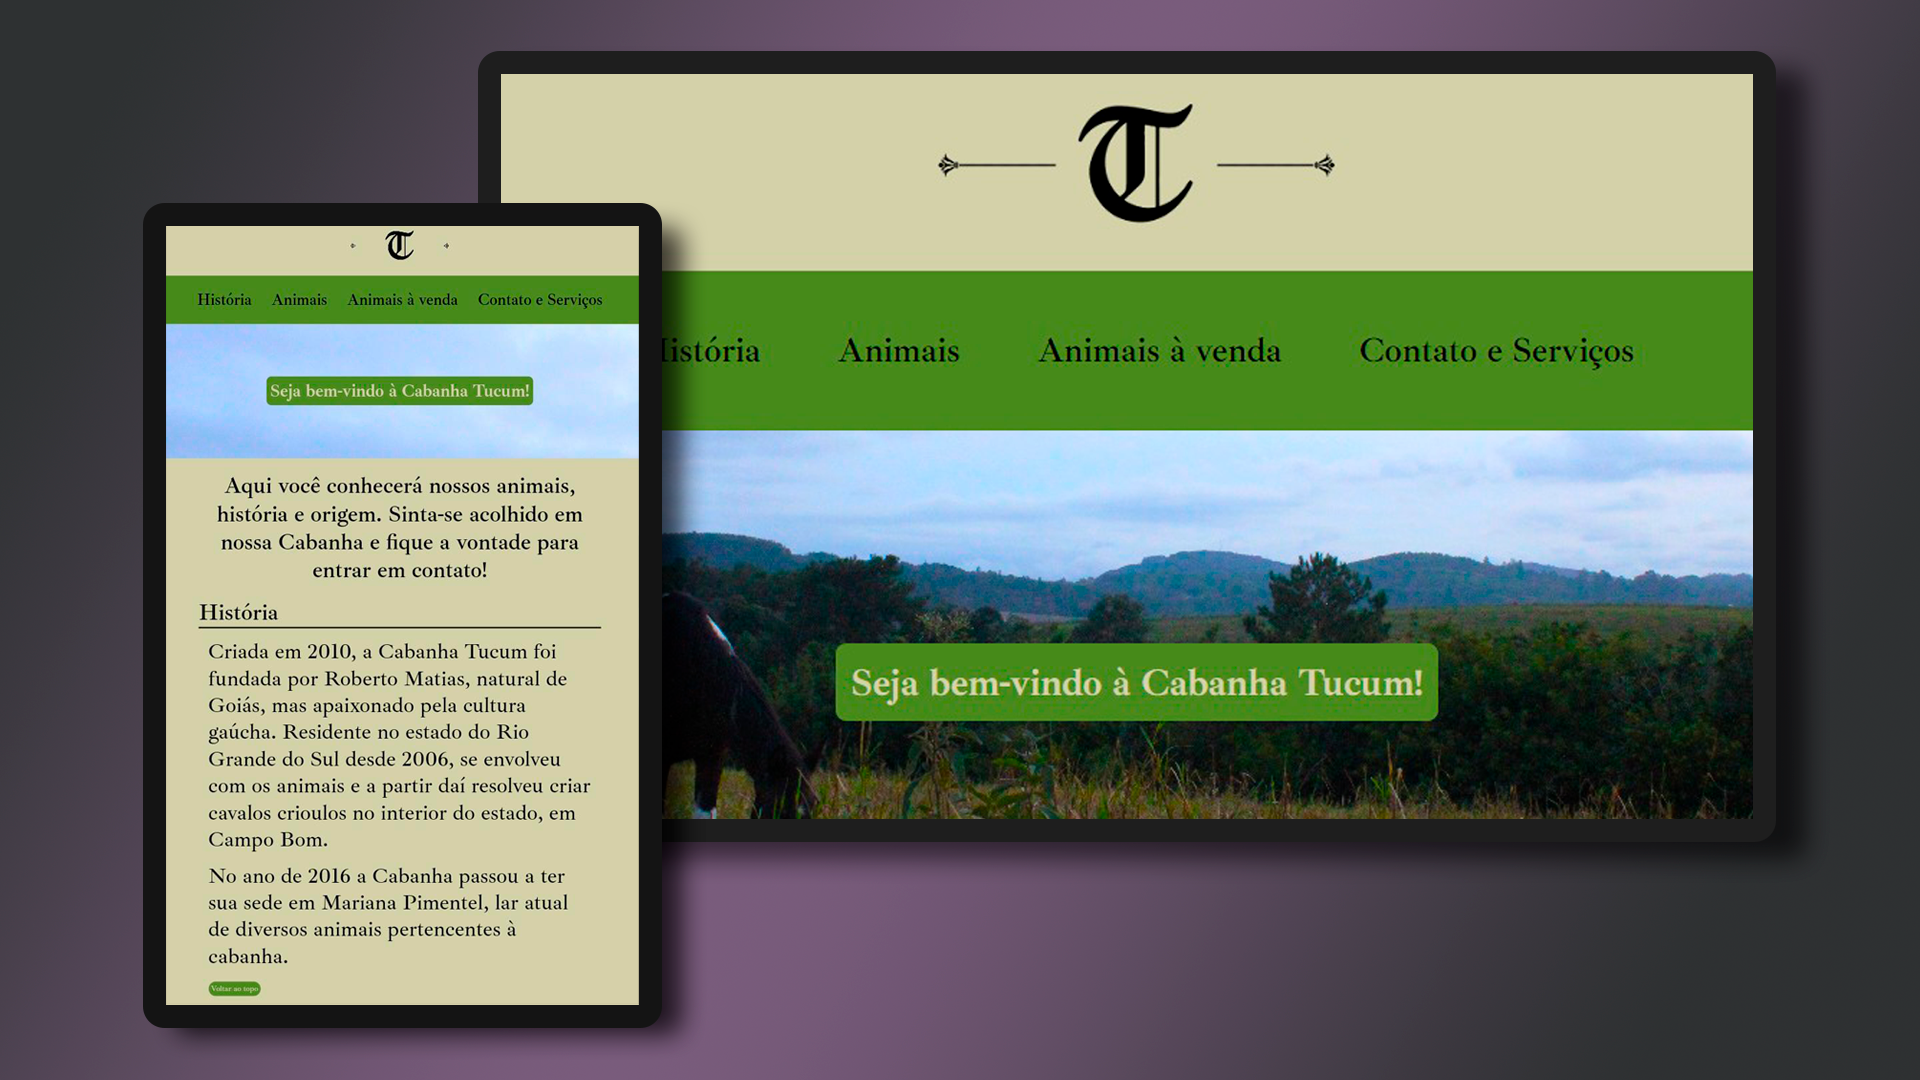 T
História Animais Animais à venda Contato e Serviços
Seja bem-vindo à Cabanha Tucum!
Aqui você conhecerá nossos animais,
história e origem. Sinta-se acolhido em
nossa Cabanha e fique a vontade para
entrar em contato!
História
Criada em 2010, a Cabanha Tucum foi
fundada por Roberto Matias, natural de
Goiás, mas apaixonado pela cultura
gaúcha. Residente no estado do Rio
Grande do Sul desde 2006, se envolveu
com os animais e a partir daí resolveu criar
cavalos crioulos no interior do estado, em
Campo Bom.
No ano de 2016 a Cabanha passou a ter
sua sede em Mariana Pimentel, lar atual
de diversos animais pertencentes à
cabanha.
Voltar ao topo
T
História Animais Animais à venda Contato e Serviços
Seja bem-vindo à Cabanha Tucum!